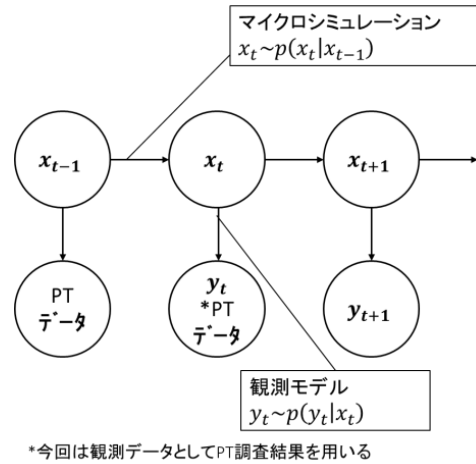 マイクロシミュレーション
x_t~p(x_t|x_{t-1})
x_{t-1}
x_t
x_{t+1}
PT
データ
y_t
*PT
データ
y_{t+1}
観測モデル
y_t~p(y_t|x_t)
*今回は観測データとしてPT調査結果を用いる